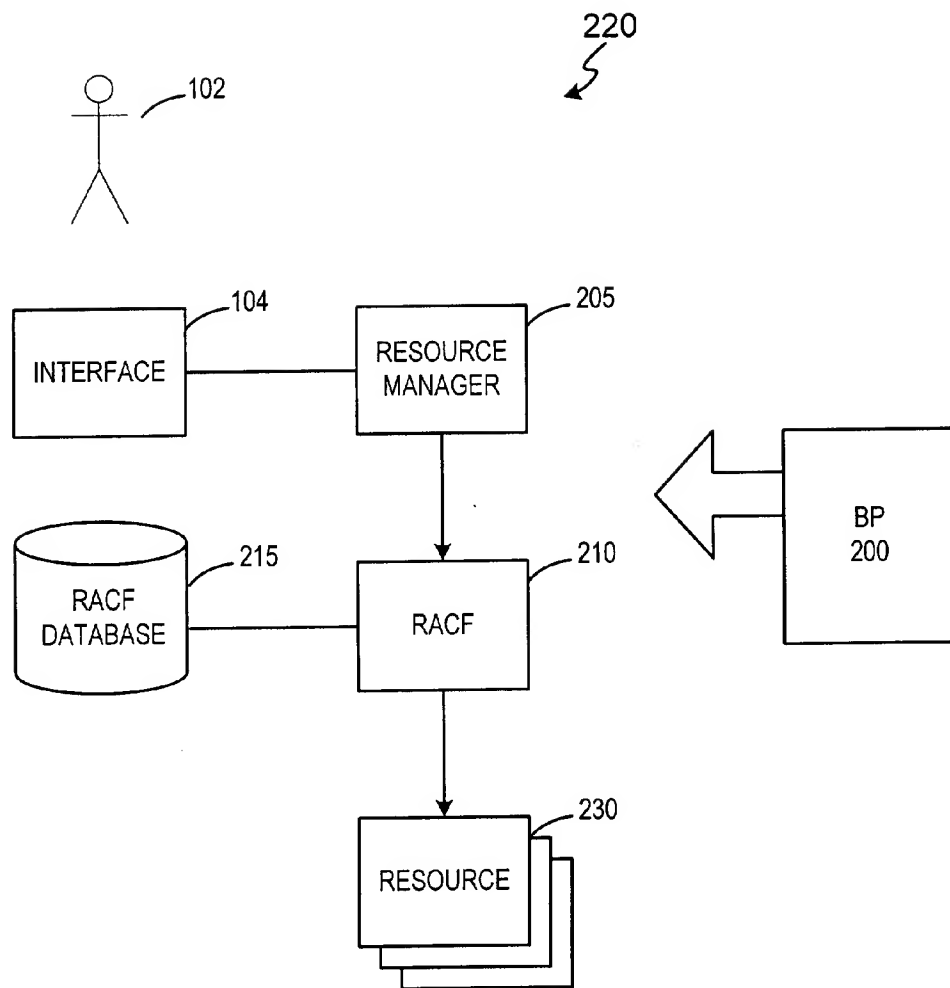 220
102
104
205
INTERFACE
RESOURCE
MANAGER
BP
200
215
210
RACF
DATABASE
RACF
230
RESOURCE